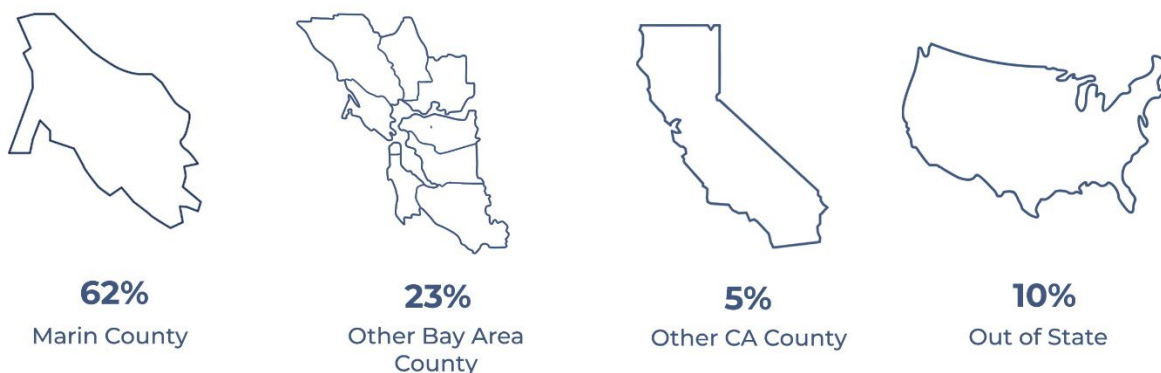 62%
Marin County
23%
Other Bay Area
County
5%
Other CA County
10%
Out of State